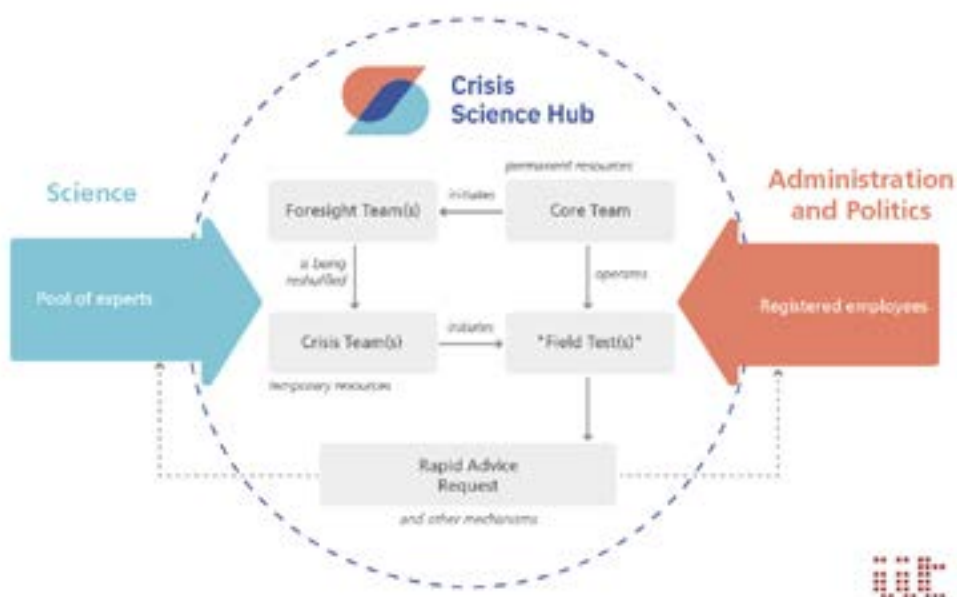 Crisis
Science Hub
Science
Administration
and Politics
permanent resources
Foresight Team(s)
initiates
Core Team
is being
reshuffled
operates
Pool of experts
Registered employees
Crisis Team(s)
initiates
"Field Test(s)"
temporary resources
Rapid Advice
Request
and other mechanisms